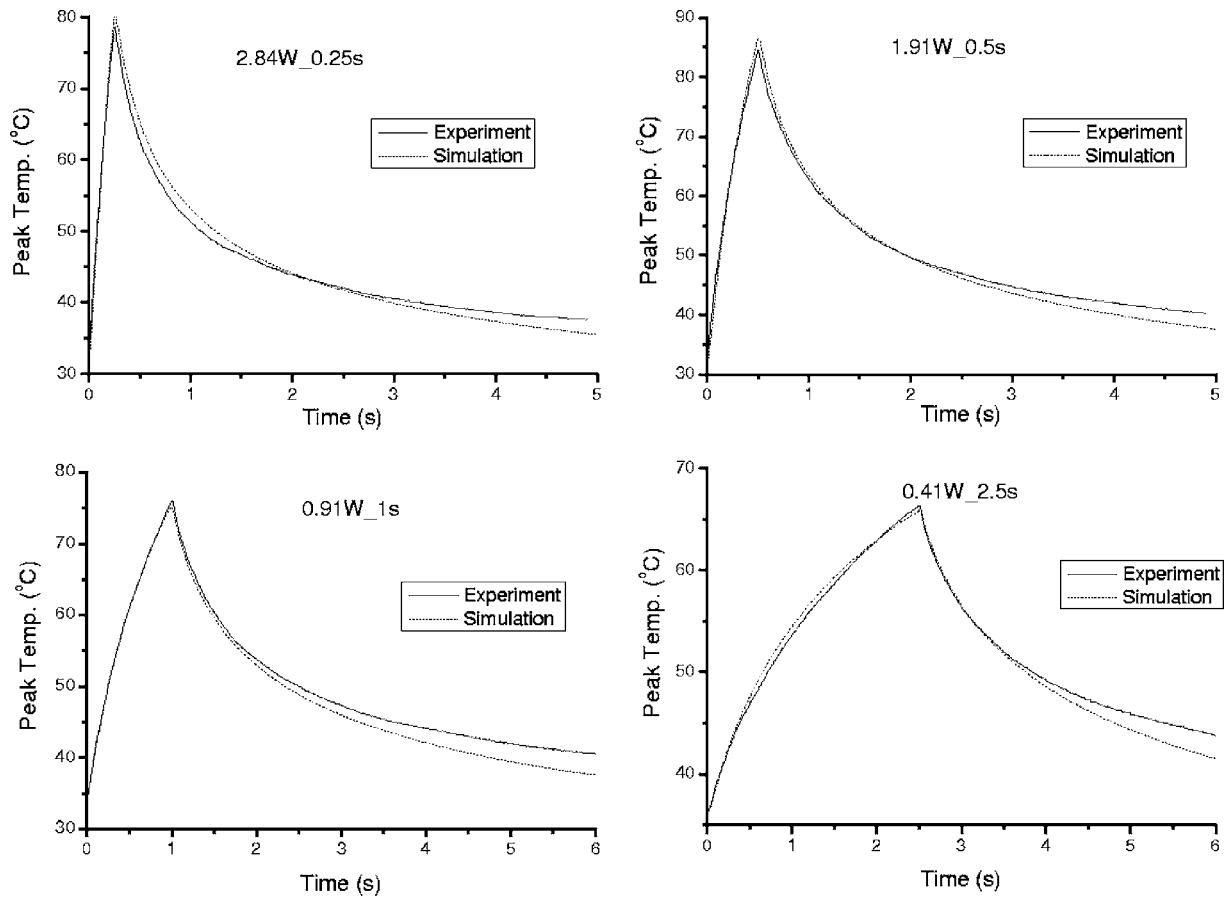 2.84W_0.25s
Peak Temp. (°C)
80
70
60
50
40
30
Experiment
Simulation
0 1 2 3 4 5
Time (s)
1.91W_0.5s
Peak Temp. (°C)
90
80
70
60
50
40
30
Experiment
Simulation
0 1 2 3 4 5
Time (s)
0.91W_1s
Peak Temp. (°C)
80
70
60
50
40
30
Experiment
Simulation
0 1 2 3 4 5 6
Time (s)
0.41W_2.5s
Peak Temp. (°C)
70
60
50
40
Experiment
Simulation
0 1 2 3 4 5 6
Time (s)